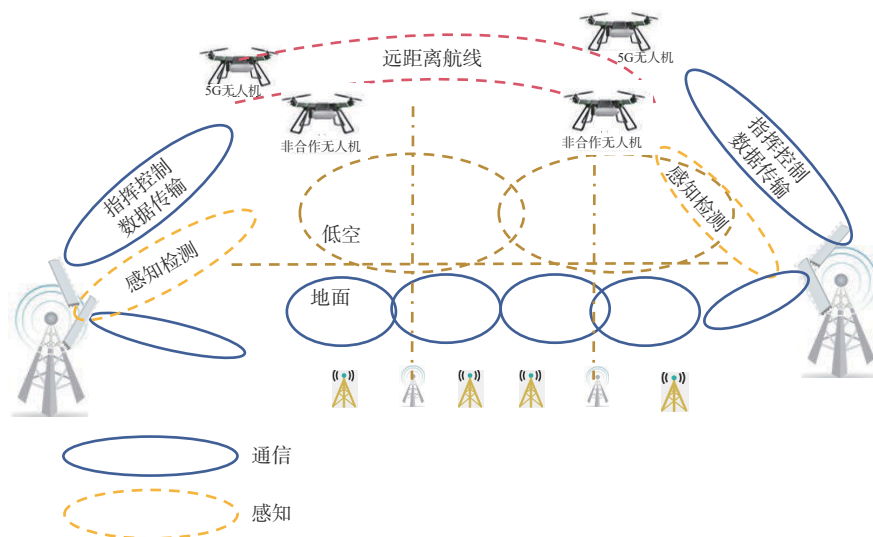 5G无人机
远距离航线
5G无人机
非合作无人机
非合作无人机
指挥控制
数据传输
指挥控制
数据传输
感知检测
低空
感知检测
地面
通信
感知